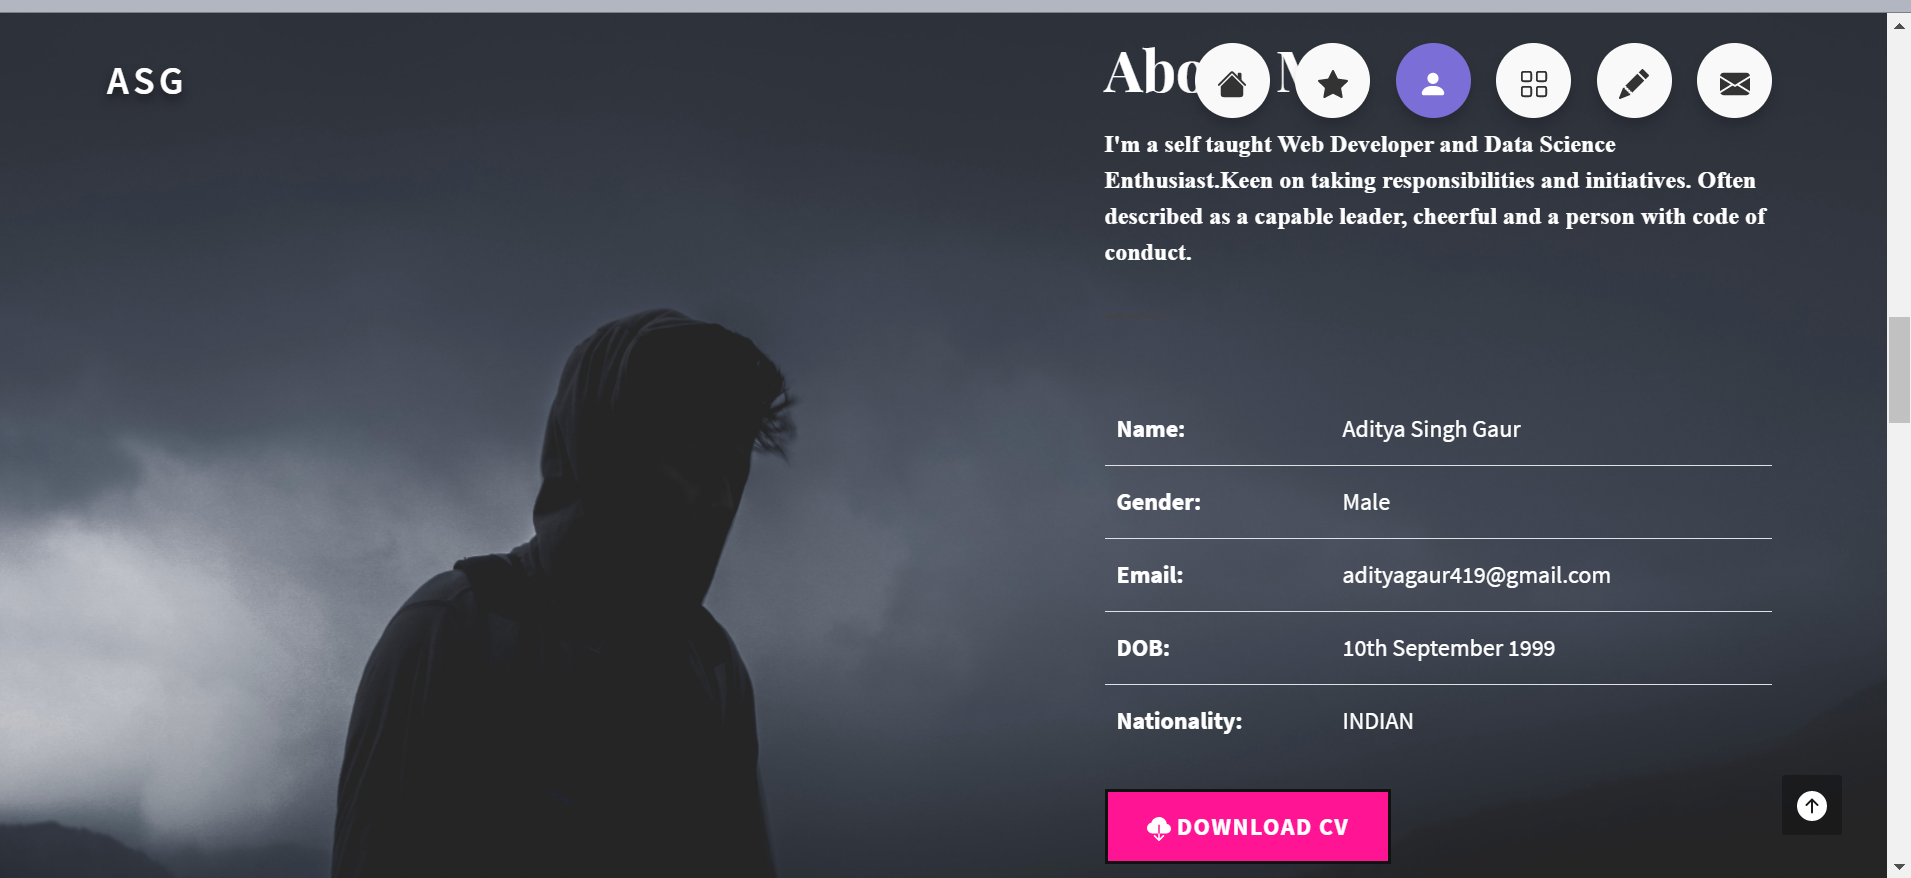 ASG
Abo M
I'm a self taught Web Developer and Data Science
Enthusiast.Keen on taking responsibilities and initiatives. Often
described as a capable leader, cheerful and a person with code of
conduct.
Name: Aditya Singh Gaur
Gender: Male
Email: adityagaur419@gmail.com
DOB: 10th September 1999
Nationality: INDIAN
DOWNLOAD CV